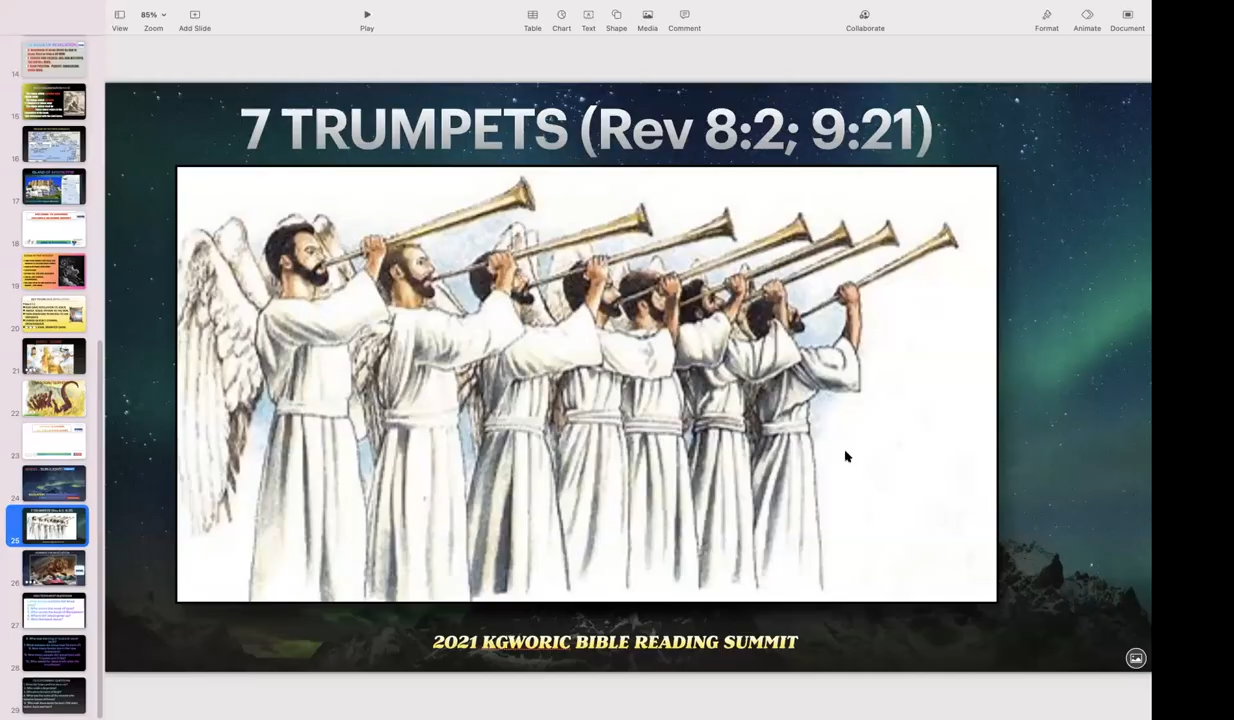 85%
View
Zoom
Add Slide
Play
Table
Chart
Text
Shape
Media
Comment
Collaborate
Format
Animate
Document
14
15
16
17
18
19
20
21
22
23
24
25
26
27
28
29
7 TRUMPETS (Rev 8:2; 9:21)
2021 KGWORIC BIBLE READING SUMMIT